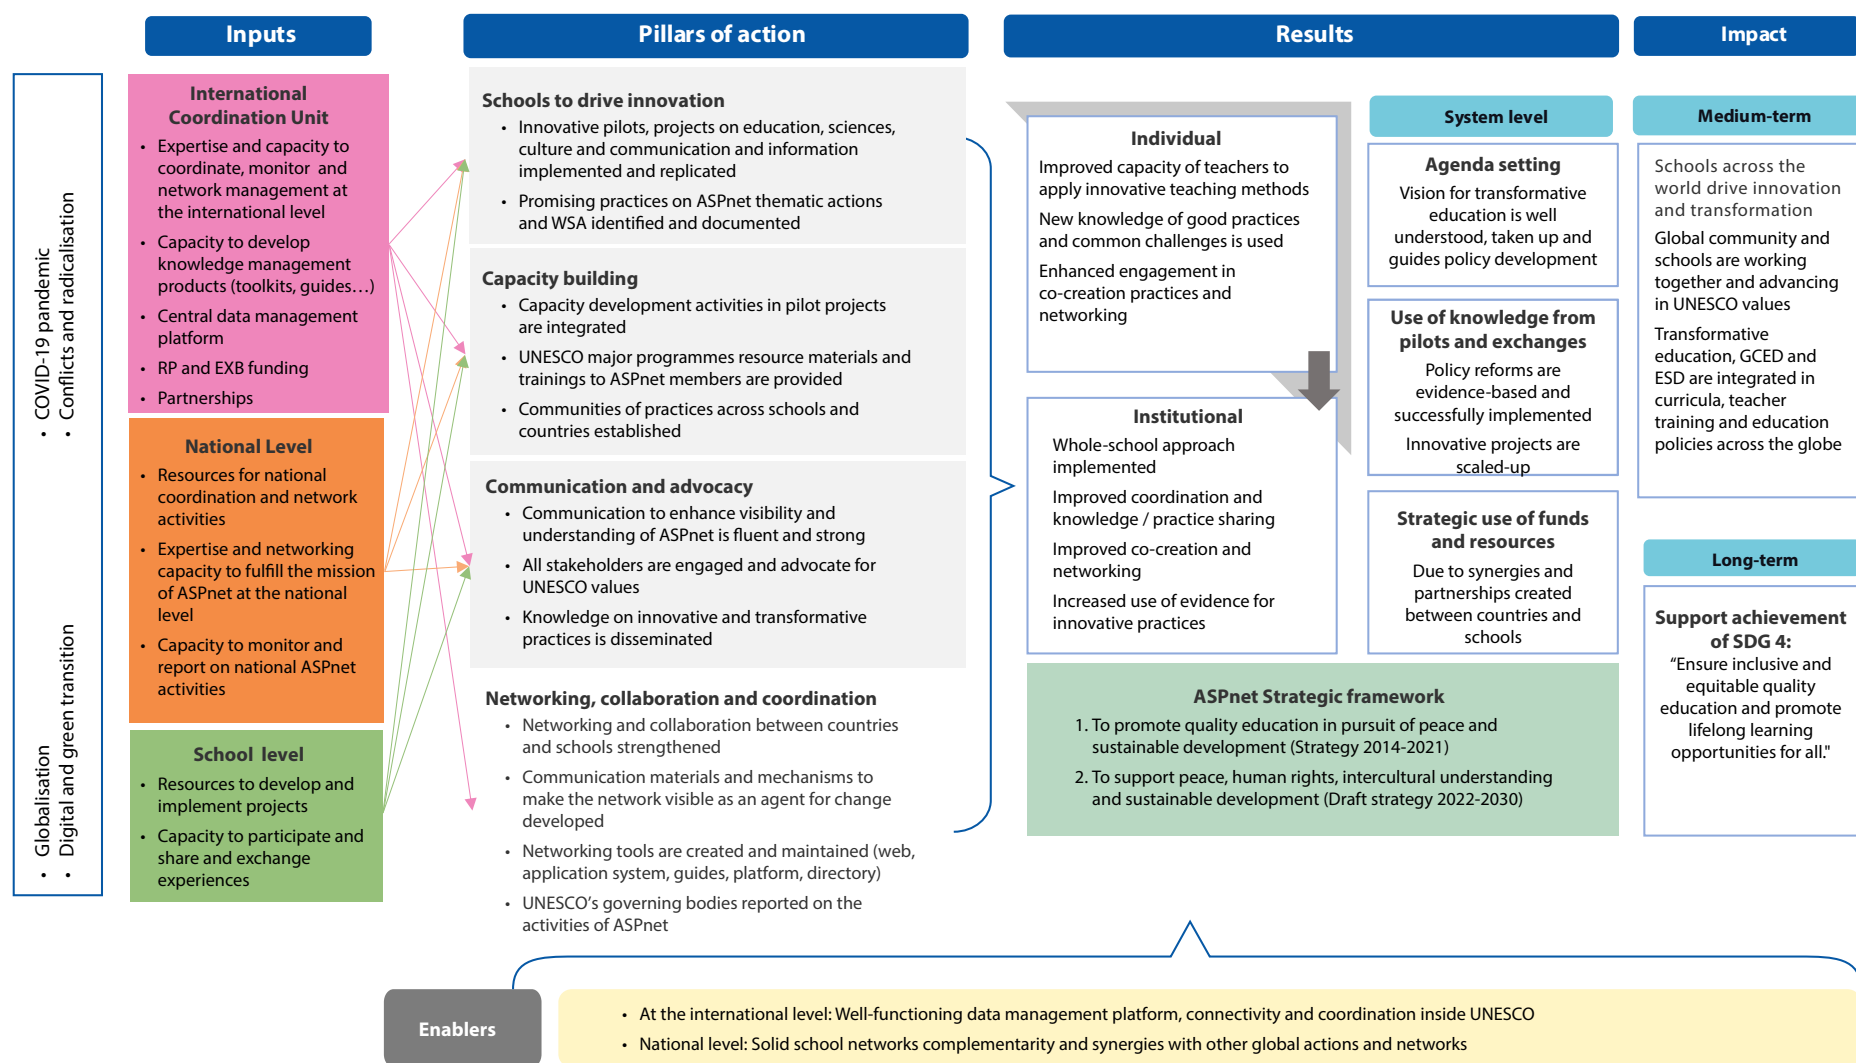 Inputs
Pillars of action
Results
Impact
• COVID-19 pandemic
• Conflicts and radicalisation
• Globalisation
• Digital and green transition
International
Coordination Unit
• Expertise and capacity to
coordinate, monitor and
network management at
the international level
• Capacity to develop
knowledge management
products (toolkits, guides…)
• Central data management
platform
• RP and EXB funding
• Partnerships
National Level
• Resources for national
coordination and network
activities
• Expertise and networking
capacity to fulfill the mission
of ASPnet at the national
level
• Capacity to monitor and
report on national ASPnet
activities
School level
• Resources to develop and
implement projects
• Capacity to participate and
share and exchange
experiences
Schools to drive innovation
• Innovative pilots, projects on education, sciences,
culture and communication and information
implemented and replicated
• Promising practices on ASPnet thematic actions
and WSA identified and documented
Capacity building
• Capacity development activities in pilot projects
are integrated
• UNESCO major programmes resource materials and
trainings to ASPnet members are provided
• Communities of practices across schools and
countries established
Communication and advocacy
• Communication to enhance visibility and
understanding of ASPnet is fluent and strong
• All stakeholders are engaged and advocate for
UNESCO values
• Knowledge on innovative and transformative
practices is disseminated
Networking, collaboration and coordination
• Networking and collaboration between countries
and schools strengthened
• Communication materials and mechanisms to
make the network visible as an agent for change
developed
• Networking tools are created and maintained (web,
application system, guides, platform, directory)
• UNESCO’s governing bodies reported on the
activities of ASPnet
Individual
Improved capacity of teachers to
apply innovative teaching methods
New knowledge of good practices
and common challenges is used
Enhanced engagement in
co-creation practices and
networking
Institutional
Whole-school approach
implemented
Improved coordination and
knowledge / practice sharing
Improved co-creation and
networking
Increased use of evidence for
innovative practices
System level
Agenda setting
Vision for transformative
education is well
understood, taken up and
guides policy development
Use of knowledge from
pilots and exchanges
Policy reforms are
evidence-based and
successfully implemented
Innovative projects are
scaled-up
Strategic use of funds
and resources
Due to synergies and
partnerships created
between countries and
schools
ASPnet Strategic framework
1. To promote quality education in pursuit of peace and
sustainable development (Strategy 2014-2021)
2. To support peace, human rights, intercultural understanding
and sustainable development (Draft strategy 2022-2030)
Medium-term
Schools across the
world drive innovation
and transformation
Global community and
schools are working
together and advancing
in UNESCO values
Transformative
education, GCED and
ESD are integrated in
curricula, teacher
training and education
policies across the globe
Long-term
Support achievement
of SDG 4:
“Ensure inclusive and
equitable quality
education and promote
lifelong learning
opportunities for all."
Enablers
• At the international level: Well-functioning data management platform, connectivity and coordination inside UNESCO
• National level: Solid school networks complementarity and synergies with other global actions and networks